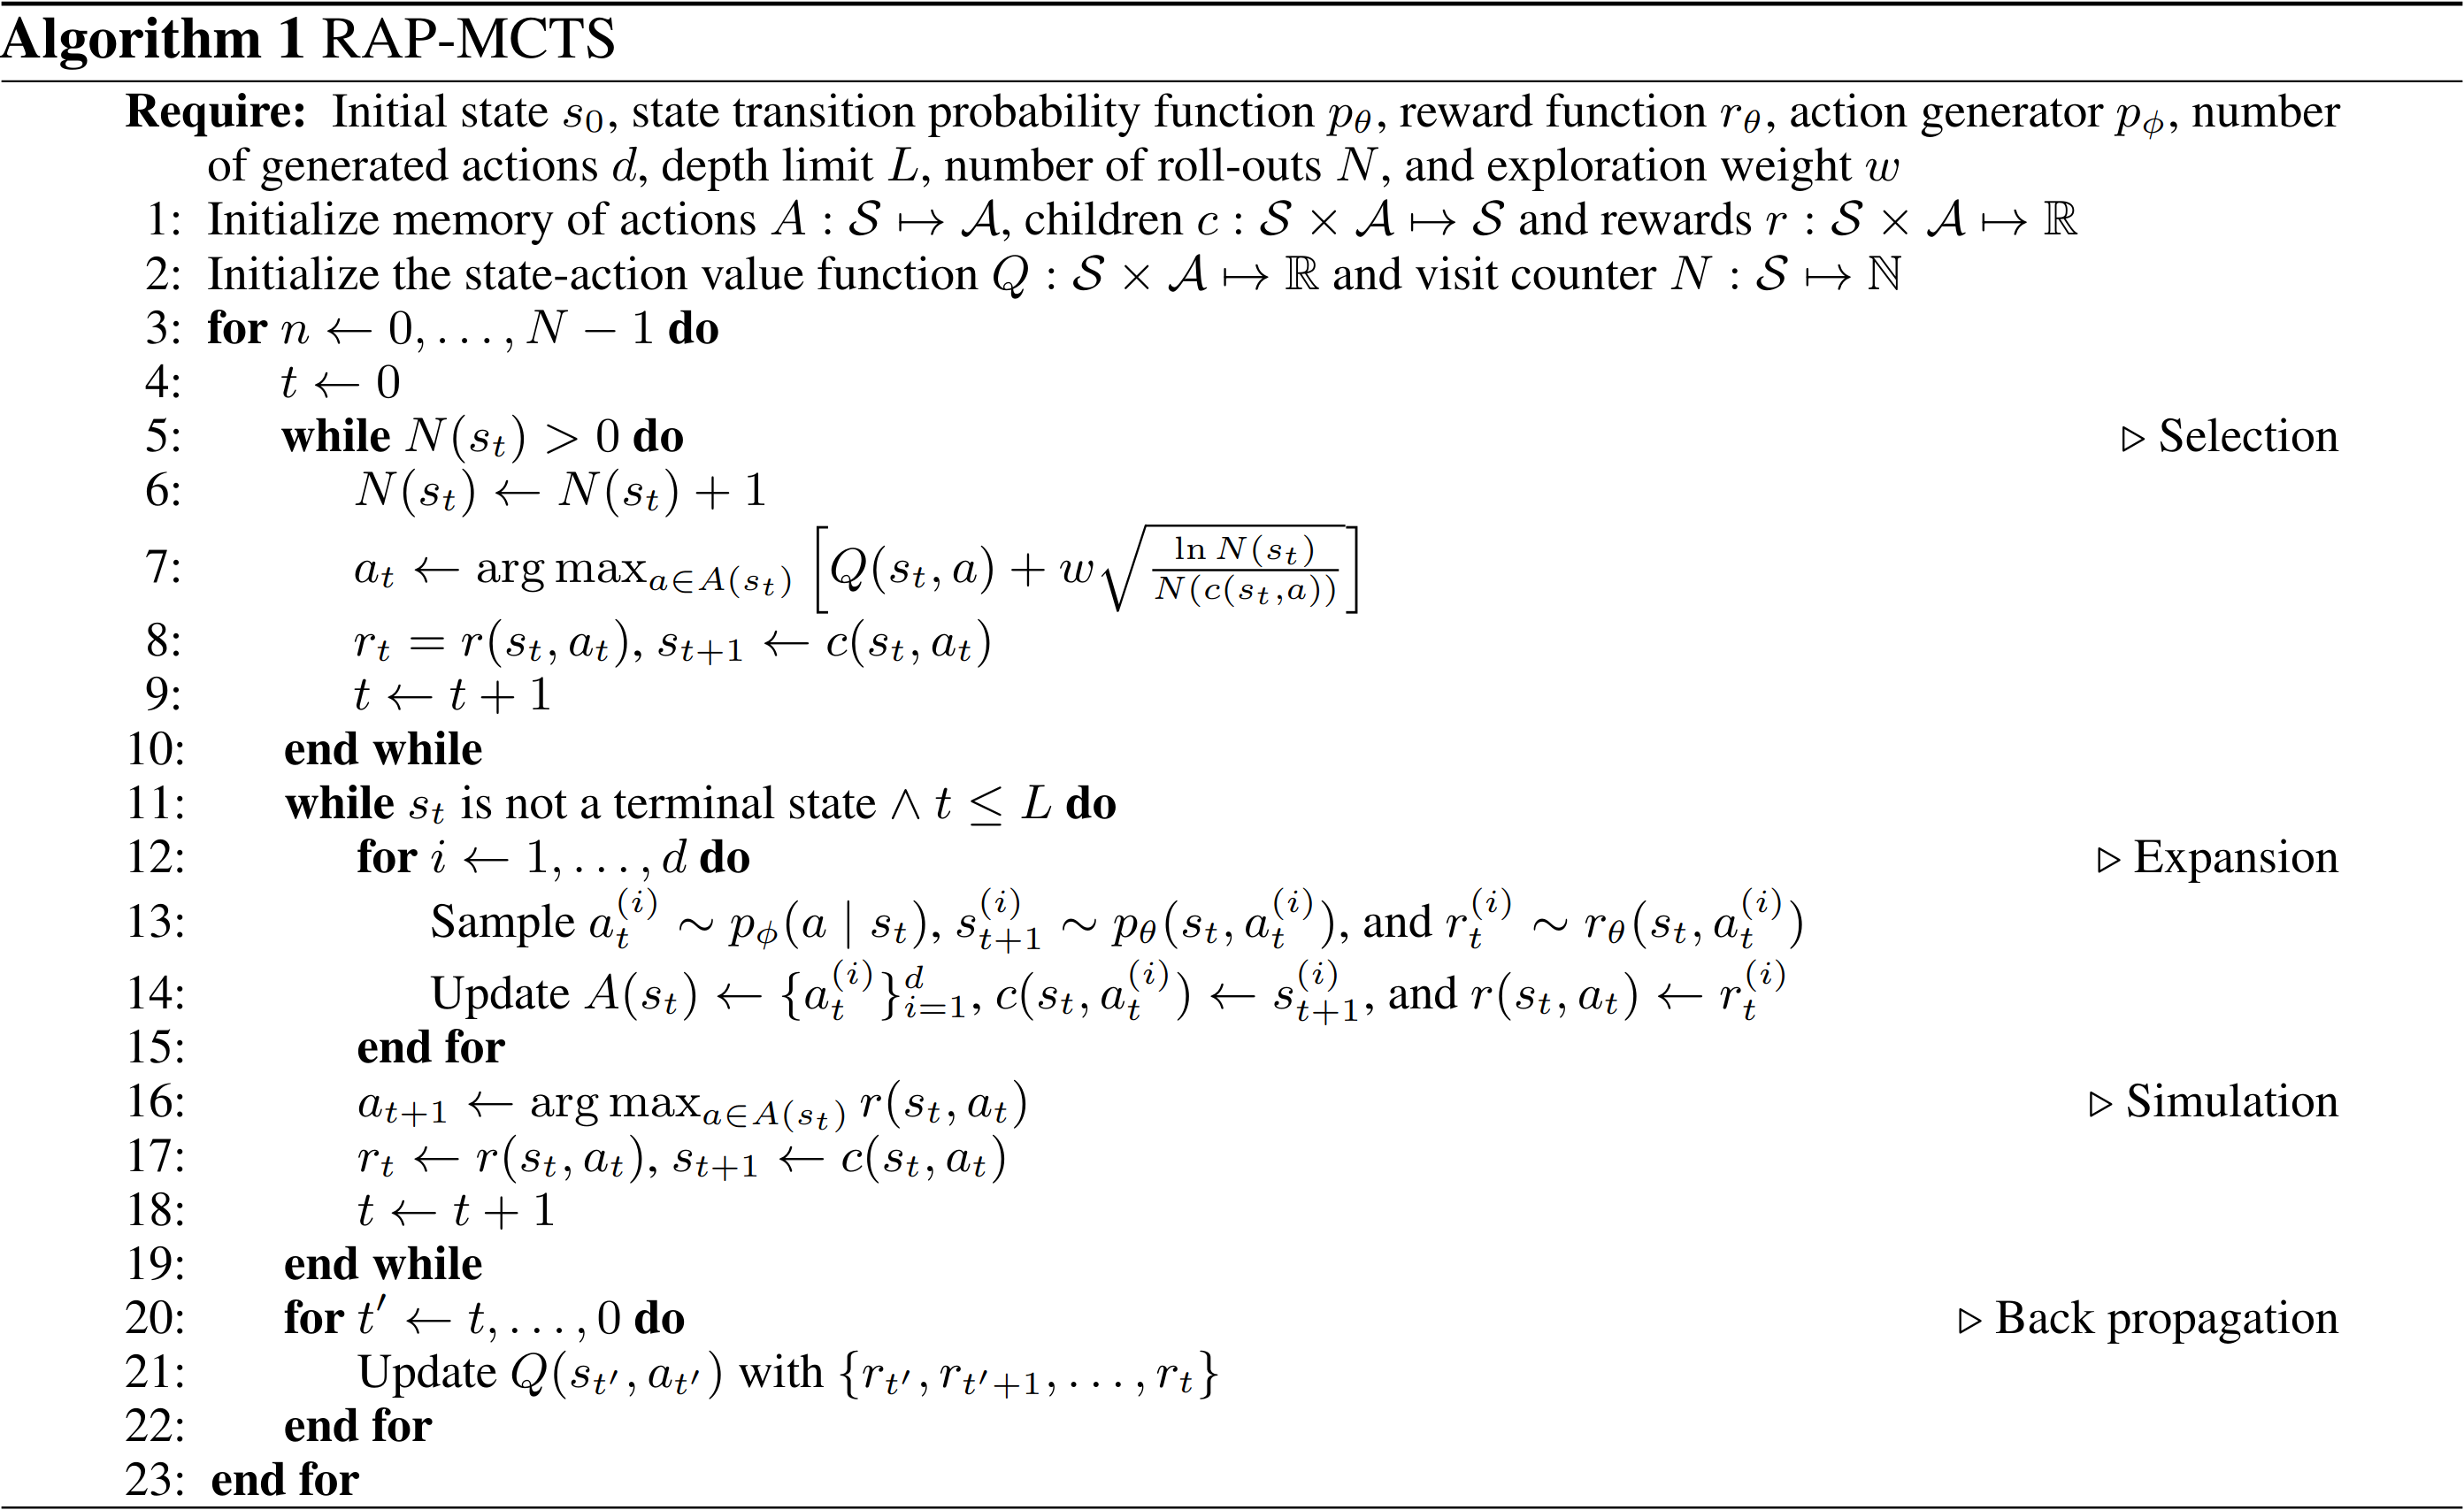 Algorithm 1 RAP-MCTS
Require: Initial state $s_0$, state transition probability function $p_\theta$, reward function $r_\theta$, action generator $p_\phi$, number
of generated actions $d$, depth limit $L$, number of roll-outs $N$, and exploration weight $w$
1: Initialize memory of actions $A : \mathcal{S} \mapsto \mathcal{A}$, children $c : \mathcal{S} \times \mathcal{A} \mapsto \mathcal{S}$ and rewards $r : \mathcal{S} \times \mathcal{A} \mapsto \mathbb{R}$
2: Initialize the state-action value function $Q : \mathcal{S} \times \mathcal{A} \mapsto \mathbb{R}$ and visit counter $N : \mathcal{S} \mapsto \mathbb{N}$
3: for $n \leftarrow 0, \ldots, N - 1$ do
4: $t \leftarrow 0$
5: while $N(s_t) > 0$ do ▷ Selection
6: $N(s_t) \leftarrow N(s_t) + 1$
7: $a_t \leftarrow \arg\max_{a \in A(s_t)} \left[ Q(s_t, a) + w \sqrt{\frac{\ln N(s_t)}{N(c(s_t, a))}} \right]$
8: $r_t = r(s_t, a_t)$, $s_{t+1} \leftarrow c(s_t, a_t)$
9: $t \leftarrow t + 1$
10: end while
11: while $s_t$ is not a terminal state $\wedge\ t \leq L$ do
12: for $i \leftarrow 1, \ldots, d$ do ▷ Expansion
13: Sample $a_t^{(i)} \sim p_\phi(a \mid s_t)$, $s_{t+1}^{(i)} \sim p_\theta(s_t, a_t^{(i)})$, and $r_t^{(i)} \sim r_\theta(s_t, a_t^{(i)})$
14: Update $A(s_t) \leftarrow \{a_t^{(i)}\}_{i=1}^d$, $c(s_t, a_t^{(i)}) \leftarrow s_{t+1}^{(i)}$, and $r(s_t, a_t) \leftarrow r_t^{(i)}$
15: end for
16: $a_{t+1} \leftarrow \arg\max_{a \in A(s_t)} r(s_t, a_t)$ ▷ Simulation
17: $r_t \leftarrow r(s_t, a_t)$, $s_{t+1} \leftarrow c(s_t, a_t)$
18: $t \leftarrow t + 1$
19: end while
20: for $t' \leftarrow t, \ldots, 0$ do ▷ Back propagation
21: Update $Q(s_{t'}, a_{t'})$ with $\{r_{t'}, r_{t'+1}, \ldots, r_t\}$
22: end for
23: end for